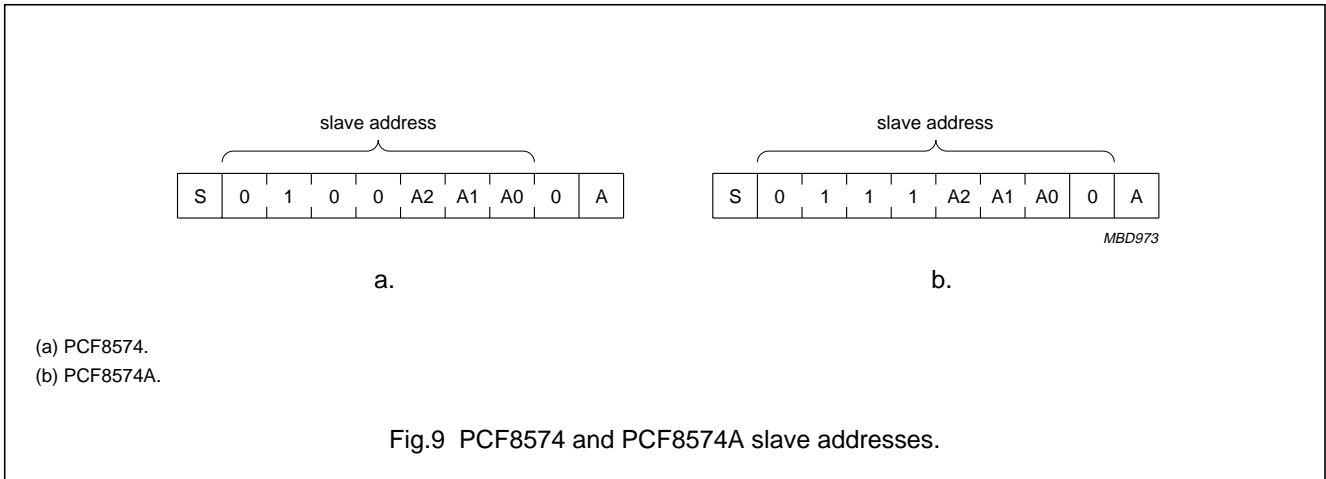 slave address
S 0 1 0 0 A2 A1 A0 0 A
a.
slave address
S 0 1 1 1 A2 A1 A0 0 A
MBD973
b.
(a) PCF8574.
(b) PCF8574A.
Fig.9 PCF8574 and PCF8574A slave addresses.